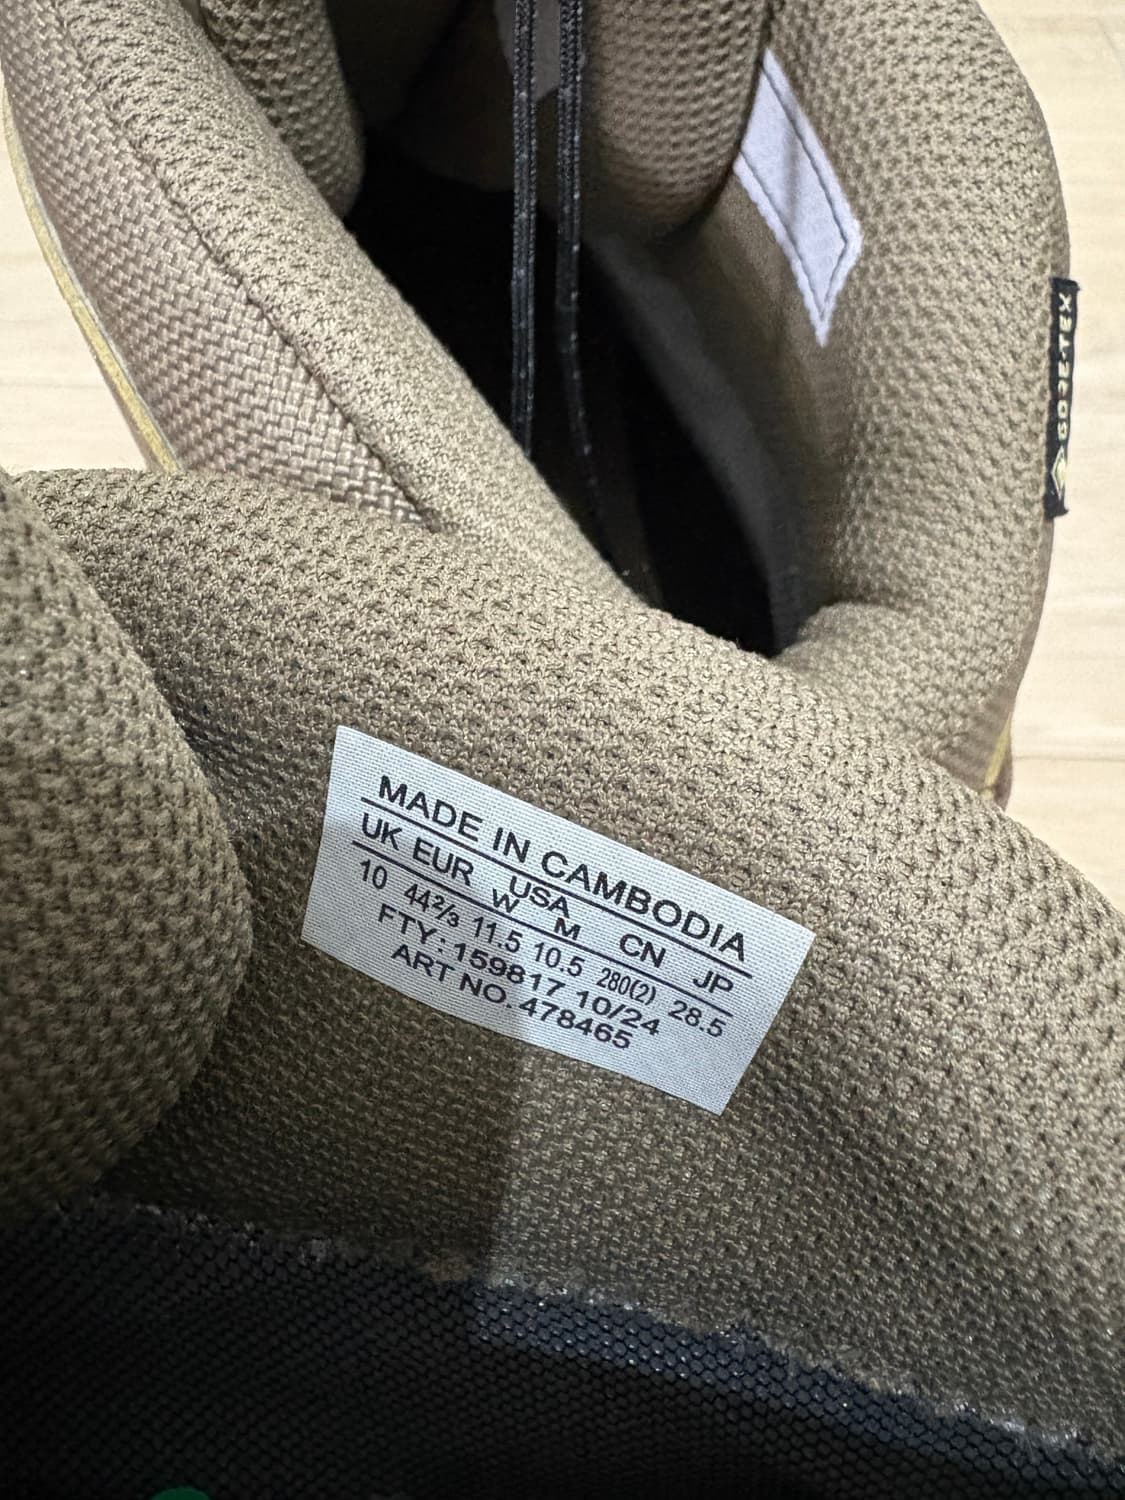 GORE-TEX
MADE IN CAMBODIA
UK EUR USA CN JP
W M
10 44⅔ 11.5 10.5 280(2) 28.5
FTY:159817 10/24
ART NO. 478465